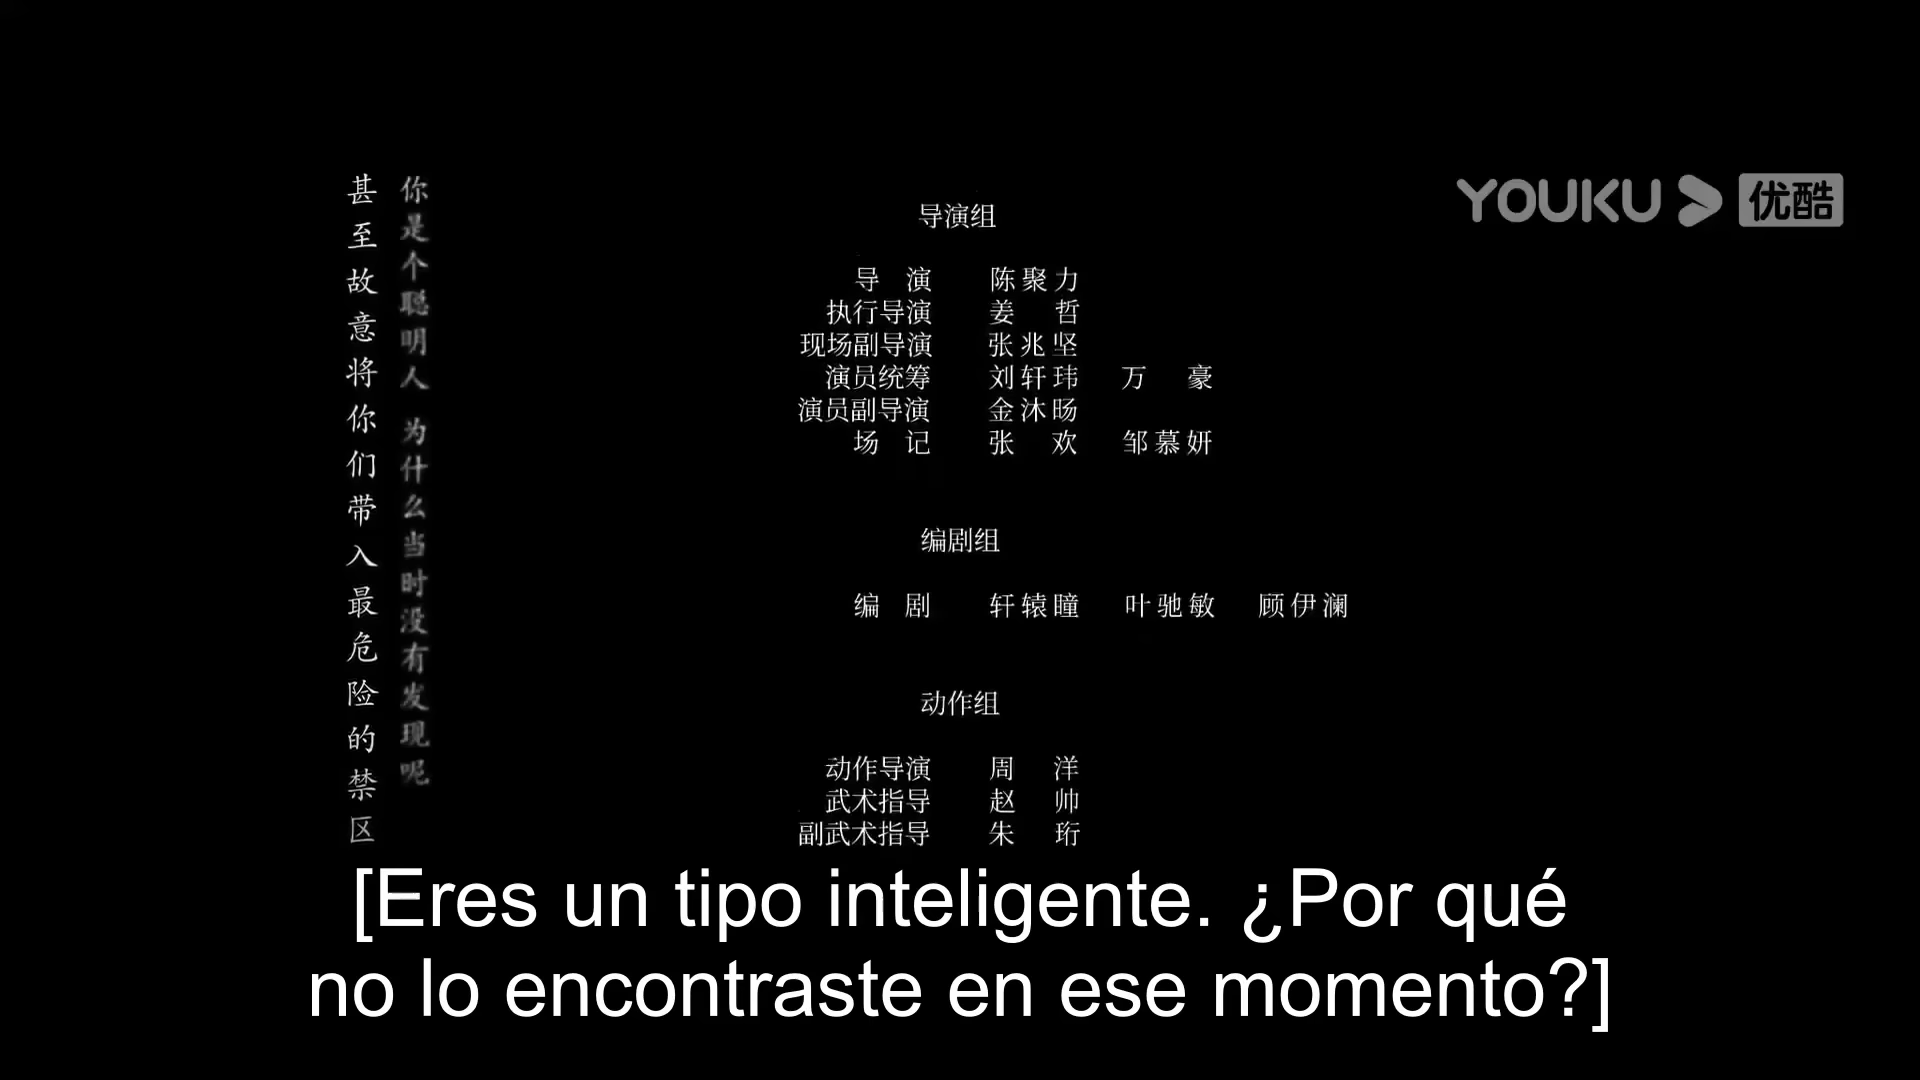 甚至故意将你们带入最危险的禁区
你是个聪明人 为什么当时没有发现呢
YOUKU 优酷
导演组
导 演 陈聚力
执行导演 姜 哲
现场副导演 张兆坚
演员统筹 刘轩玮 万 豪
演员副导演 金沐旸
场 记 张 欢 邹慕妍
编剧组
编 剧 轩辕瞳 叶驰敏 顾伊澜
动作组
动作导演 周 洋
武术指导 赵 帅
副武术指导 朱 珩
[Eres un tipo inteligente. ¿Por qué
no lo encontraste en ese momento?]